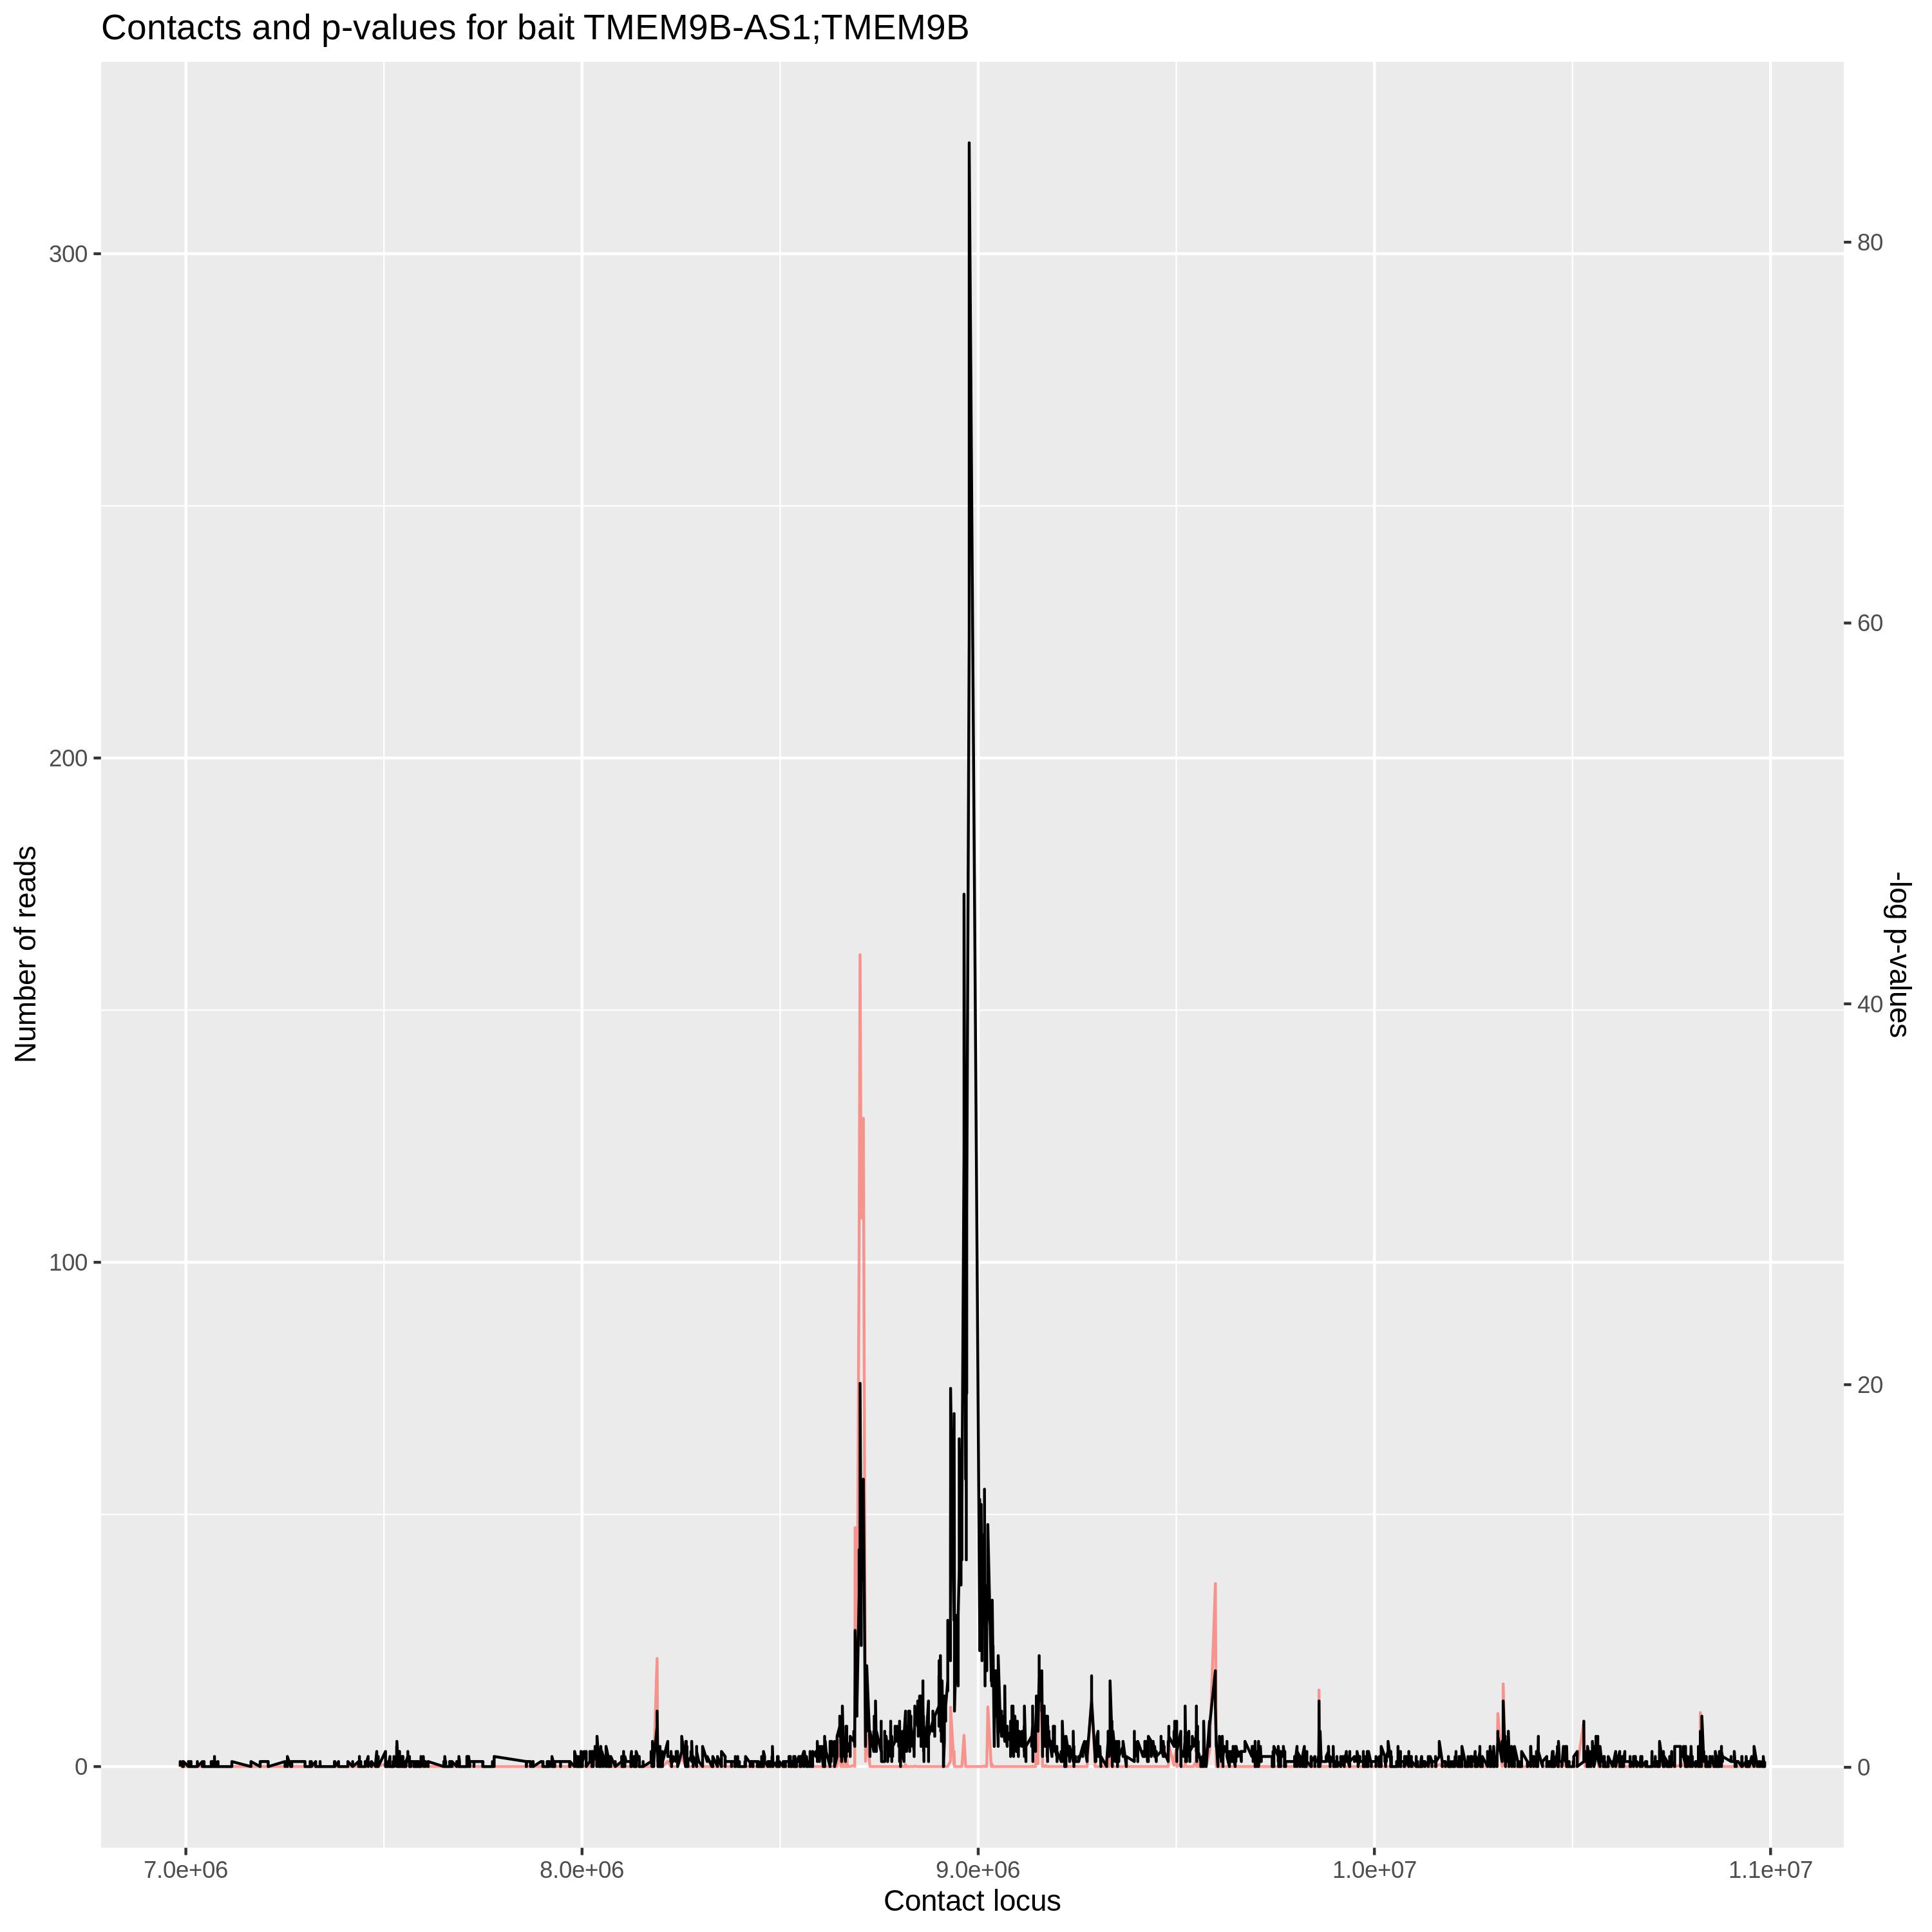 Contacts and p-values for bait TMEM9B-AS1;TMEM9B
300
200
100
0
Number of reads
80
60
40
20
0
-log p-values
7.0e+06 8.0e+06 9.0e+06 1.0e+07 1.1e+07
Contact locus